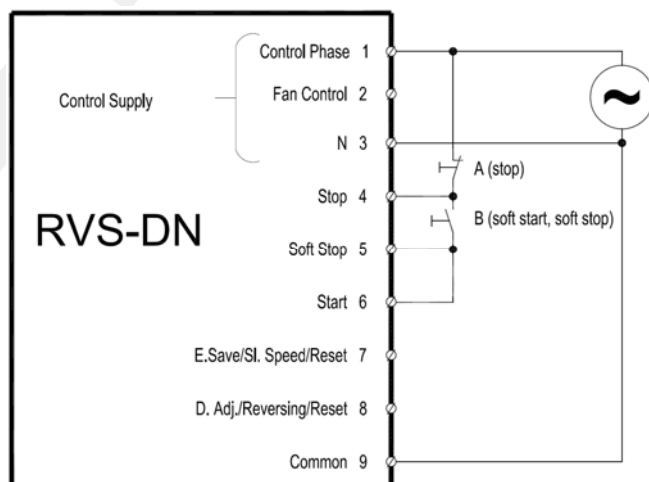 Control Phase 1
Control Supply
Fan Control 2
N 3
A (stop)
Stop 4
B (soft start, soft stop)
RVS-DN
Soft Stop 5
Start 6
E.Save/Sl. Speed/Reset 7
D. Adj./Reversing/Reset 8
Common 9